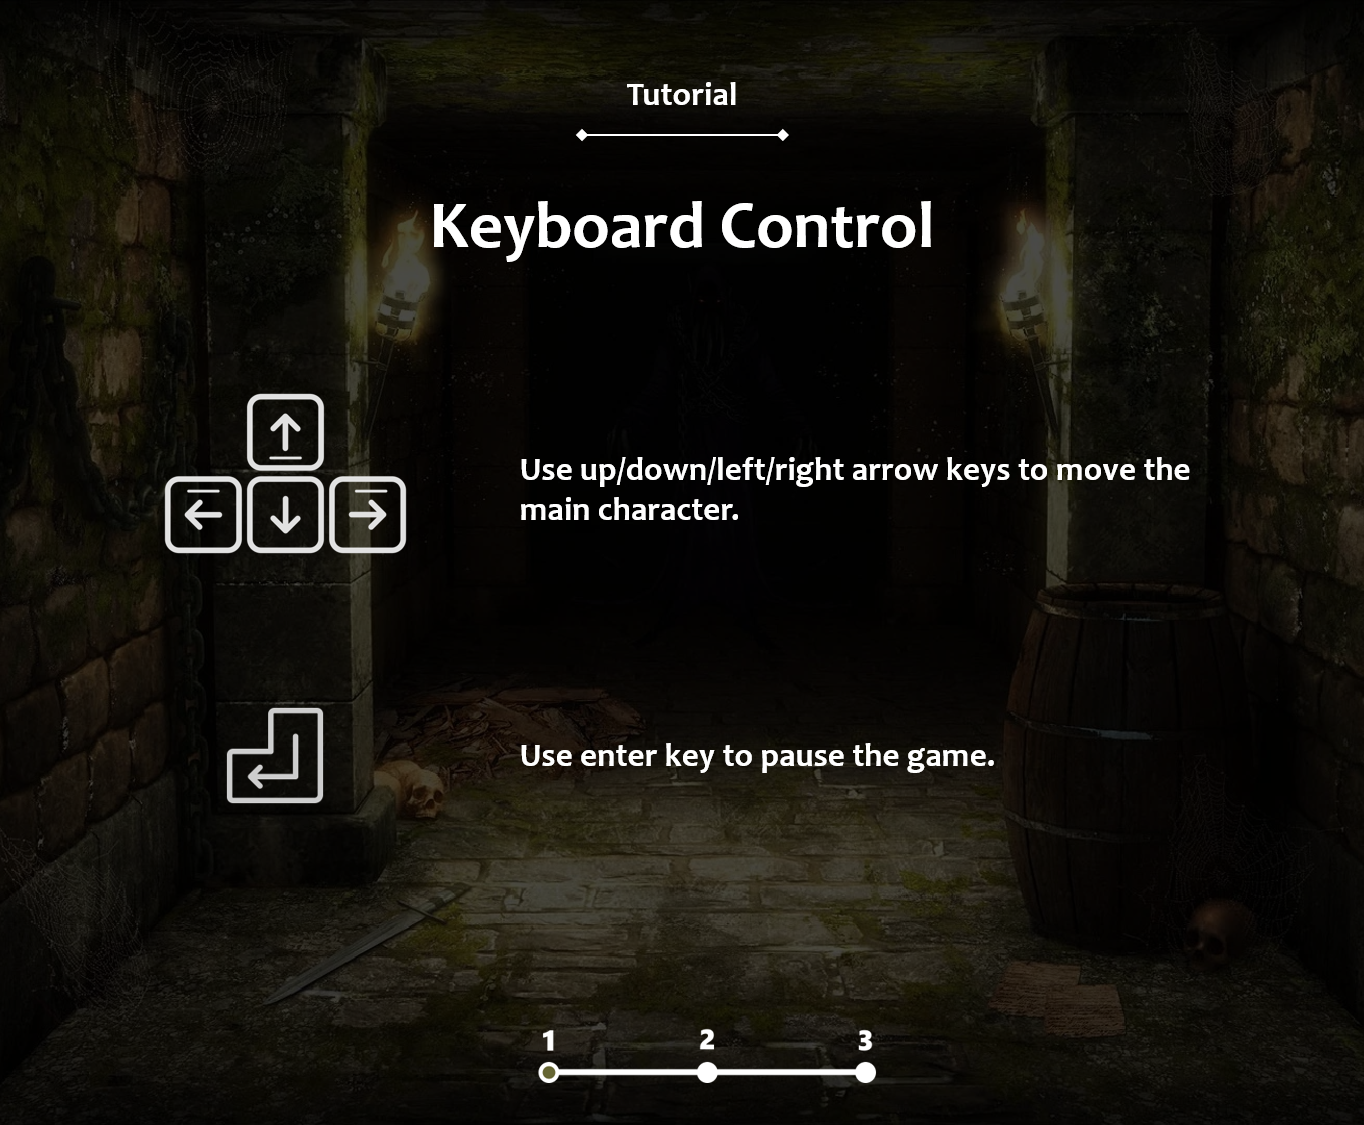 Tutorial
Keyboard Control
Use up/down/left/right arrow keys to move the
main character.
Use enter key to pause the game.
1 2 3